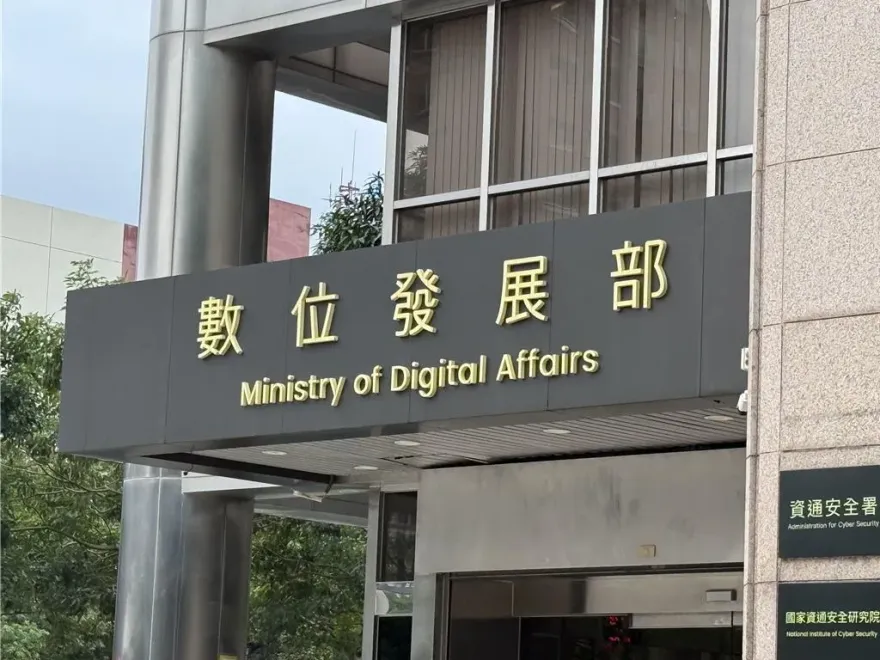 數位發展部
Ministry of Digital Affairs
資通安全署
Administration for Cyber Security
國家資通安全研究院
National Institute of Cyber Security